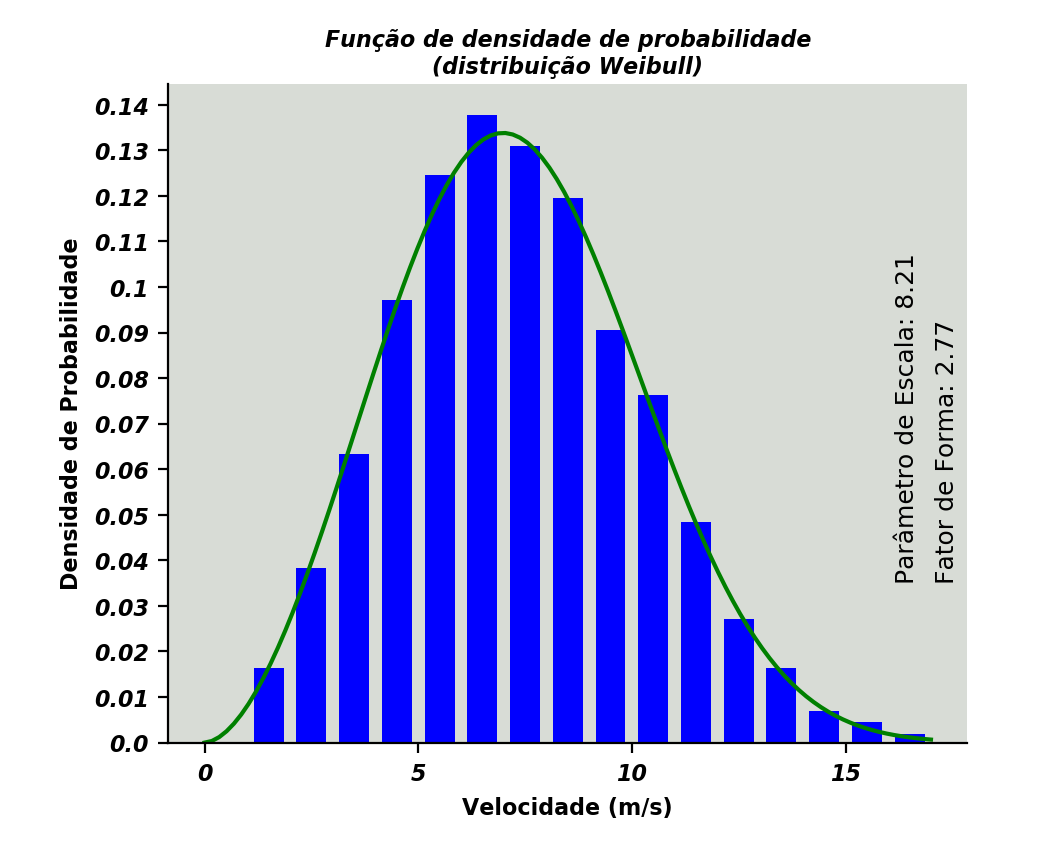 Função de densidade de probabilidade
(distribuição Weibull)
Densidade de Probabilidade
0.14
0.13
0.12
0.11
0.1
0.09
0.08
0.07
0.06
0.05
0.04
0.03
0.02
0.01
0.0
Parâmetro de Escala: 8.21
Fator de Forma: 2.77
0 5 10 15
Velocidade (m/s)